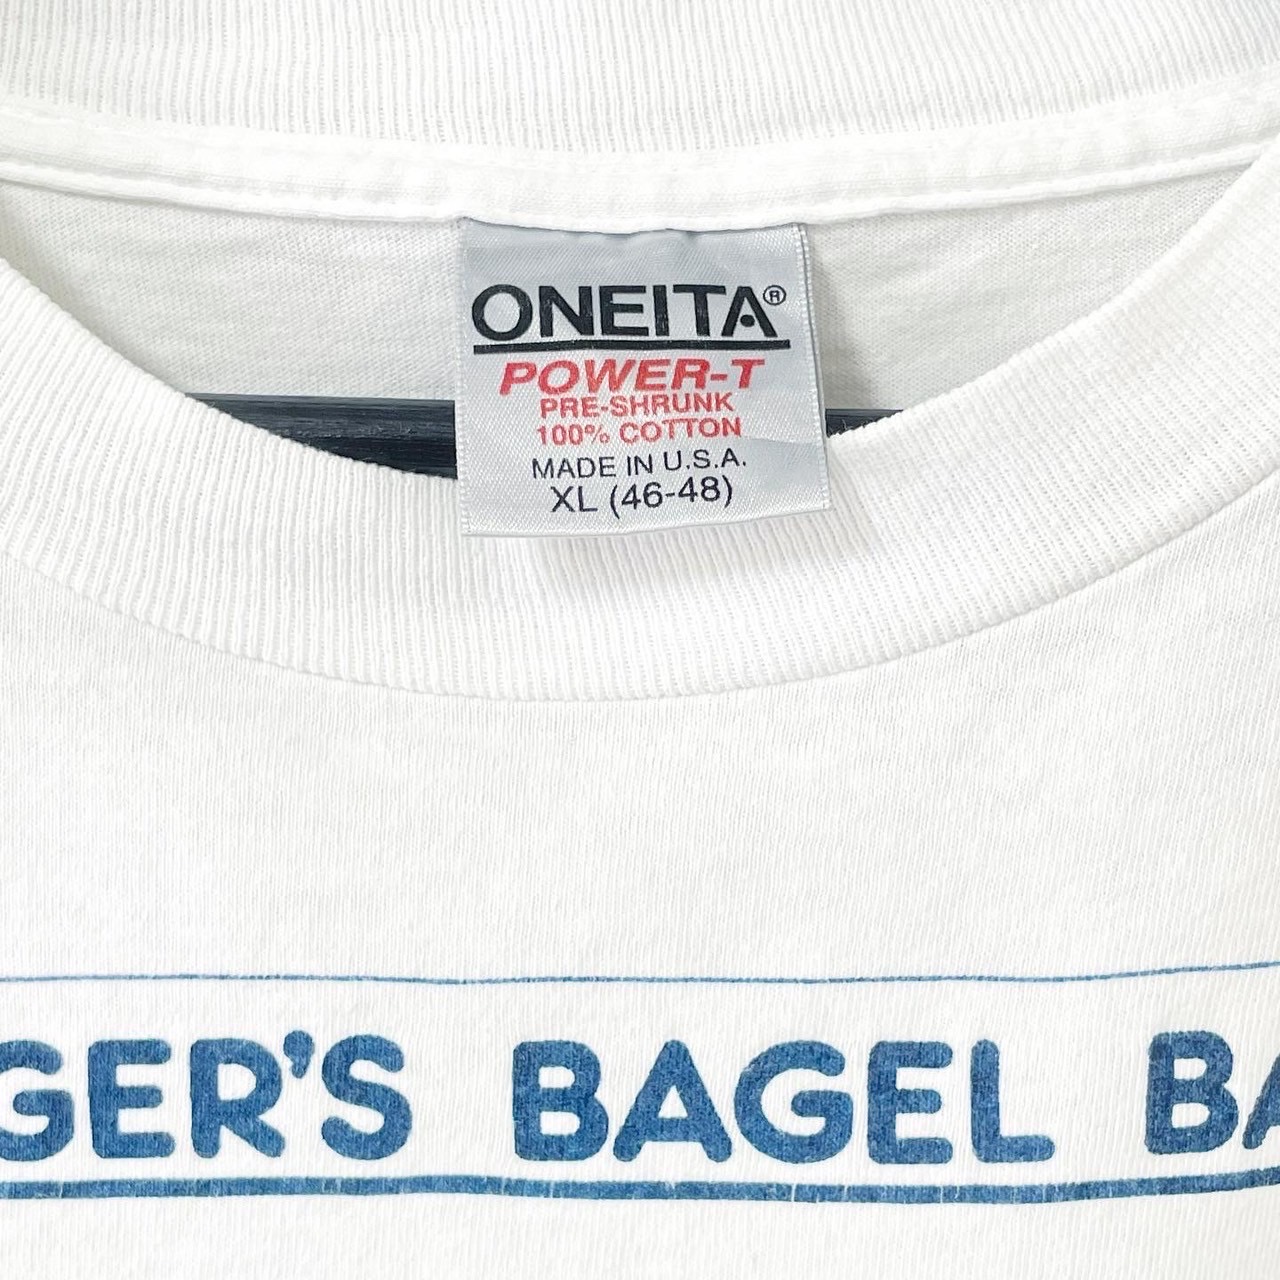 ONEITA®
POWER-T
PRE-SHRUNK
100% COTTON
MADE IN U.S.A.
XL (46-48)
GER'S BAGEL BA